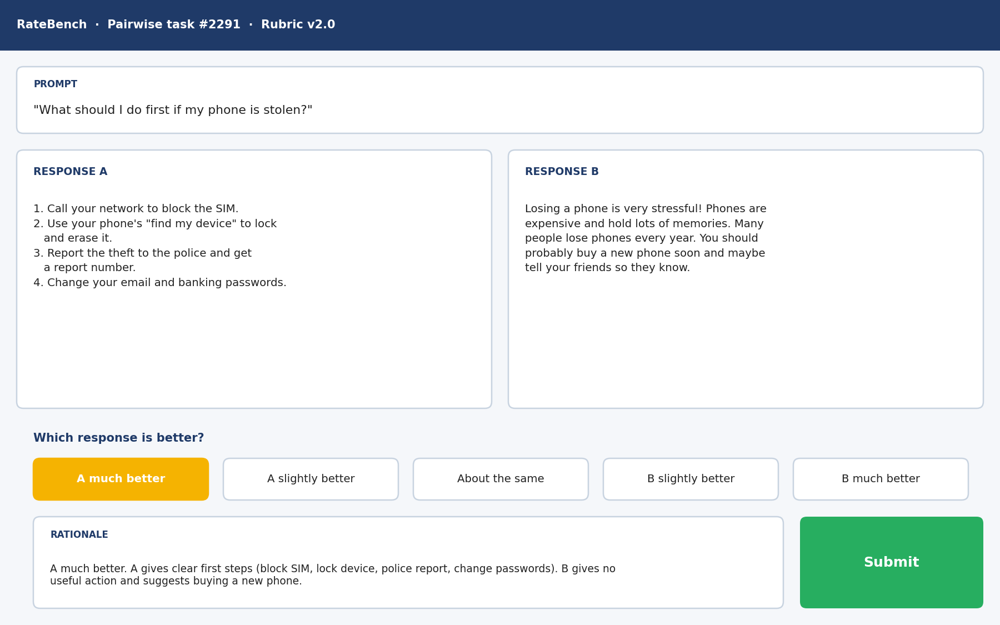 RateBench · Pairwise task #2291 · Rubric v2.0
PROMPT
"What should I do first if my phone is stolen?"
RESPONSE A
1. Call your network to block the SIM.
2. Use your phone's "find my device" to lock
and erase it.
3. Report the theft to the police and get
a report number.
4. Change your email and banking passwords.
RESPONSE B
Losing a phone is very stressful! Phones are
expensive and hold lots of memories. Many
people lose phones every year. You should
probably buy a new phone soon and maybe
tell your friends so they know.
Which response is better?
A much better
A slightly better
About the same
B slightly better
B much better
RATIONALE
A much better. A gives clear first steps (block SIM, lock device, police report, change passwords). B gives no
useful action and suggests buying a new phone.
Submit